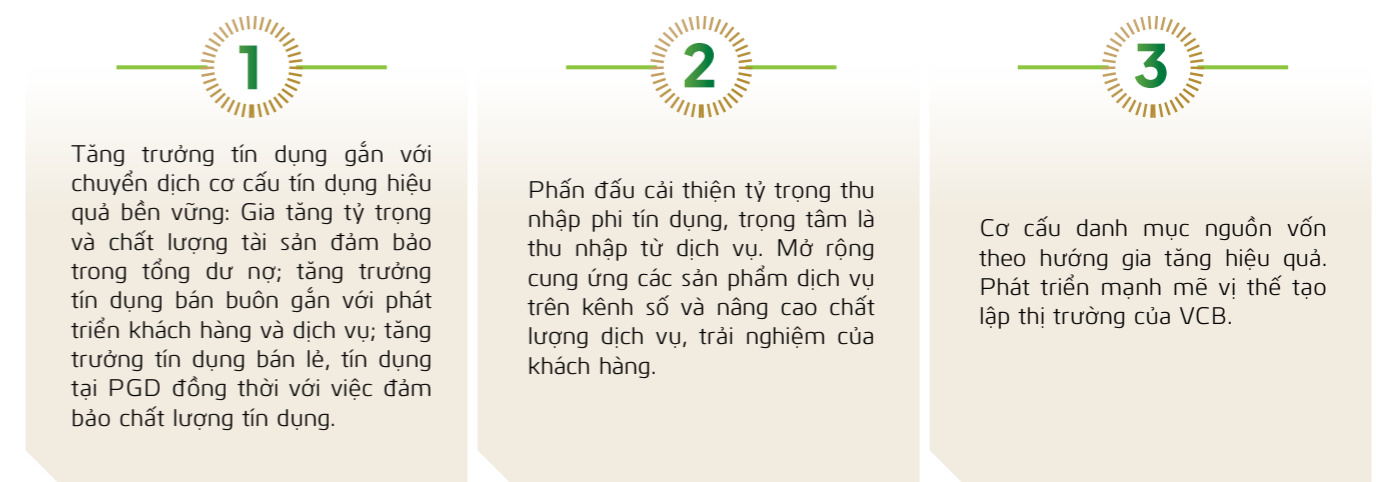 1
Tăng trưởng tín dụng gắn với
chuyển dịch cơ cấu tín dụng hiệu
quả bền vững: Gia tăng tỷ trọng
và chất lượng tài sản đảm bảo
trong tổng dư nợ; tăng trưởng
tín dụng bán buôn gắn với phát
triển khách hàng và dịch vụ; tăng
trưởng tín dụng bán lẻ, tín dụng
tại PGD đồng thời với việc đảm
bảo chất lượng tín dụng.
2
Phấn đấu cải thiện tỷ trọng thu
nhập phi tín dụng, trọng tâm là
thu nhập từ dịch vụ. Mở rộng
cung ứng các sản phẩm dịch vụ
trên kênh số và nâng cao chất
lượng dịch vụ, trải nghiệm của
khách hàng.
3
Cơ cấu danh mục nguồn vốn
theo hướng gia tăng hiệu quả.
Phát triển mạnh mẽ vị thế tạo
lập thị trường của VCB.